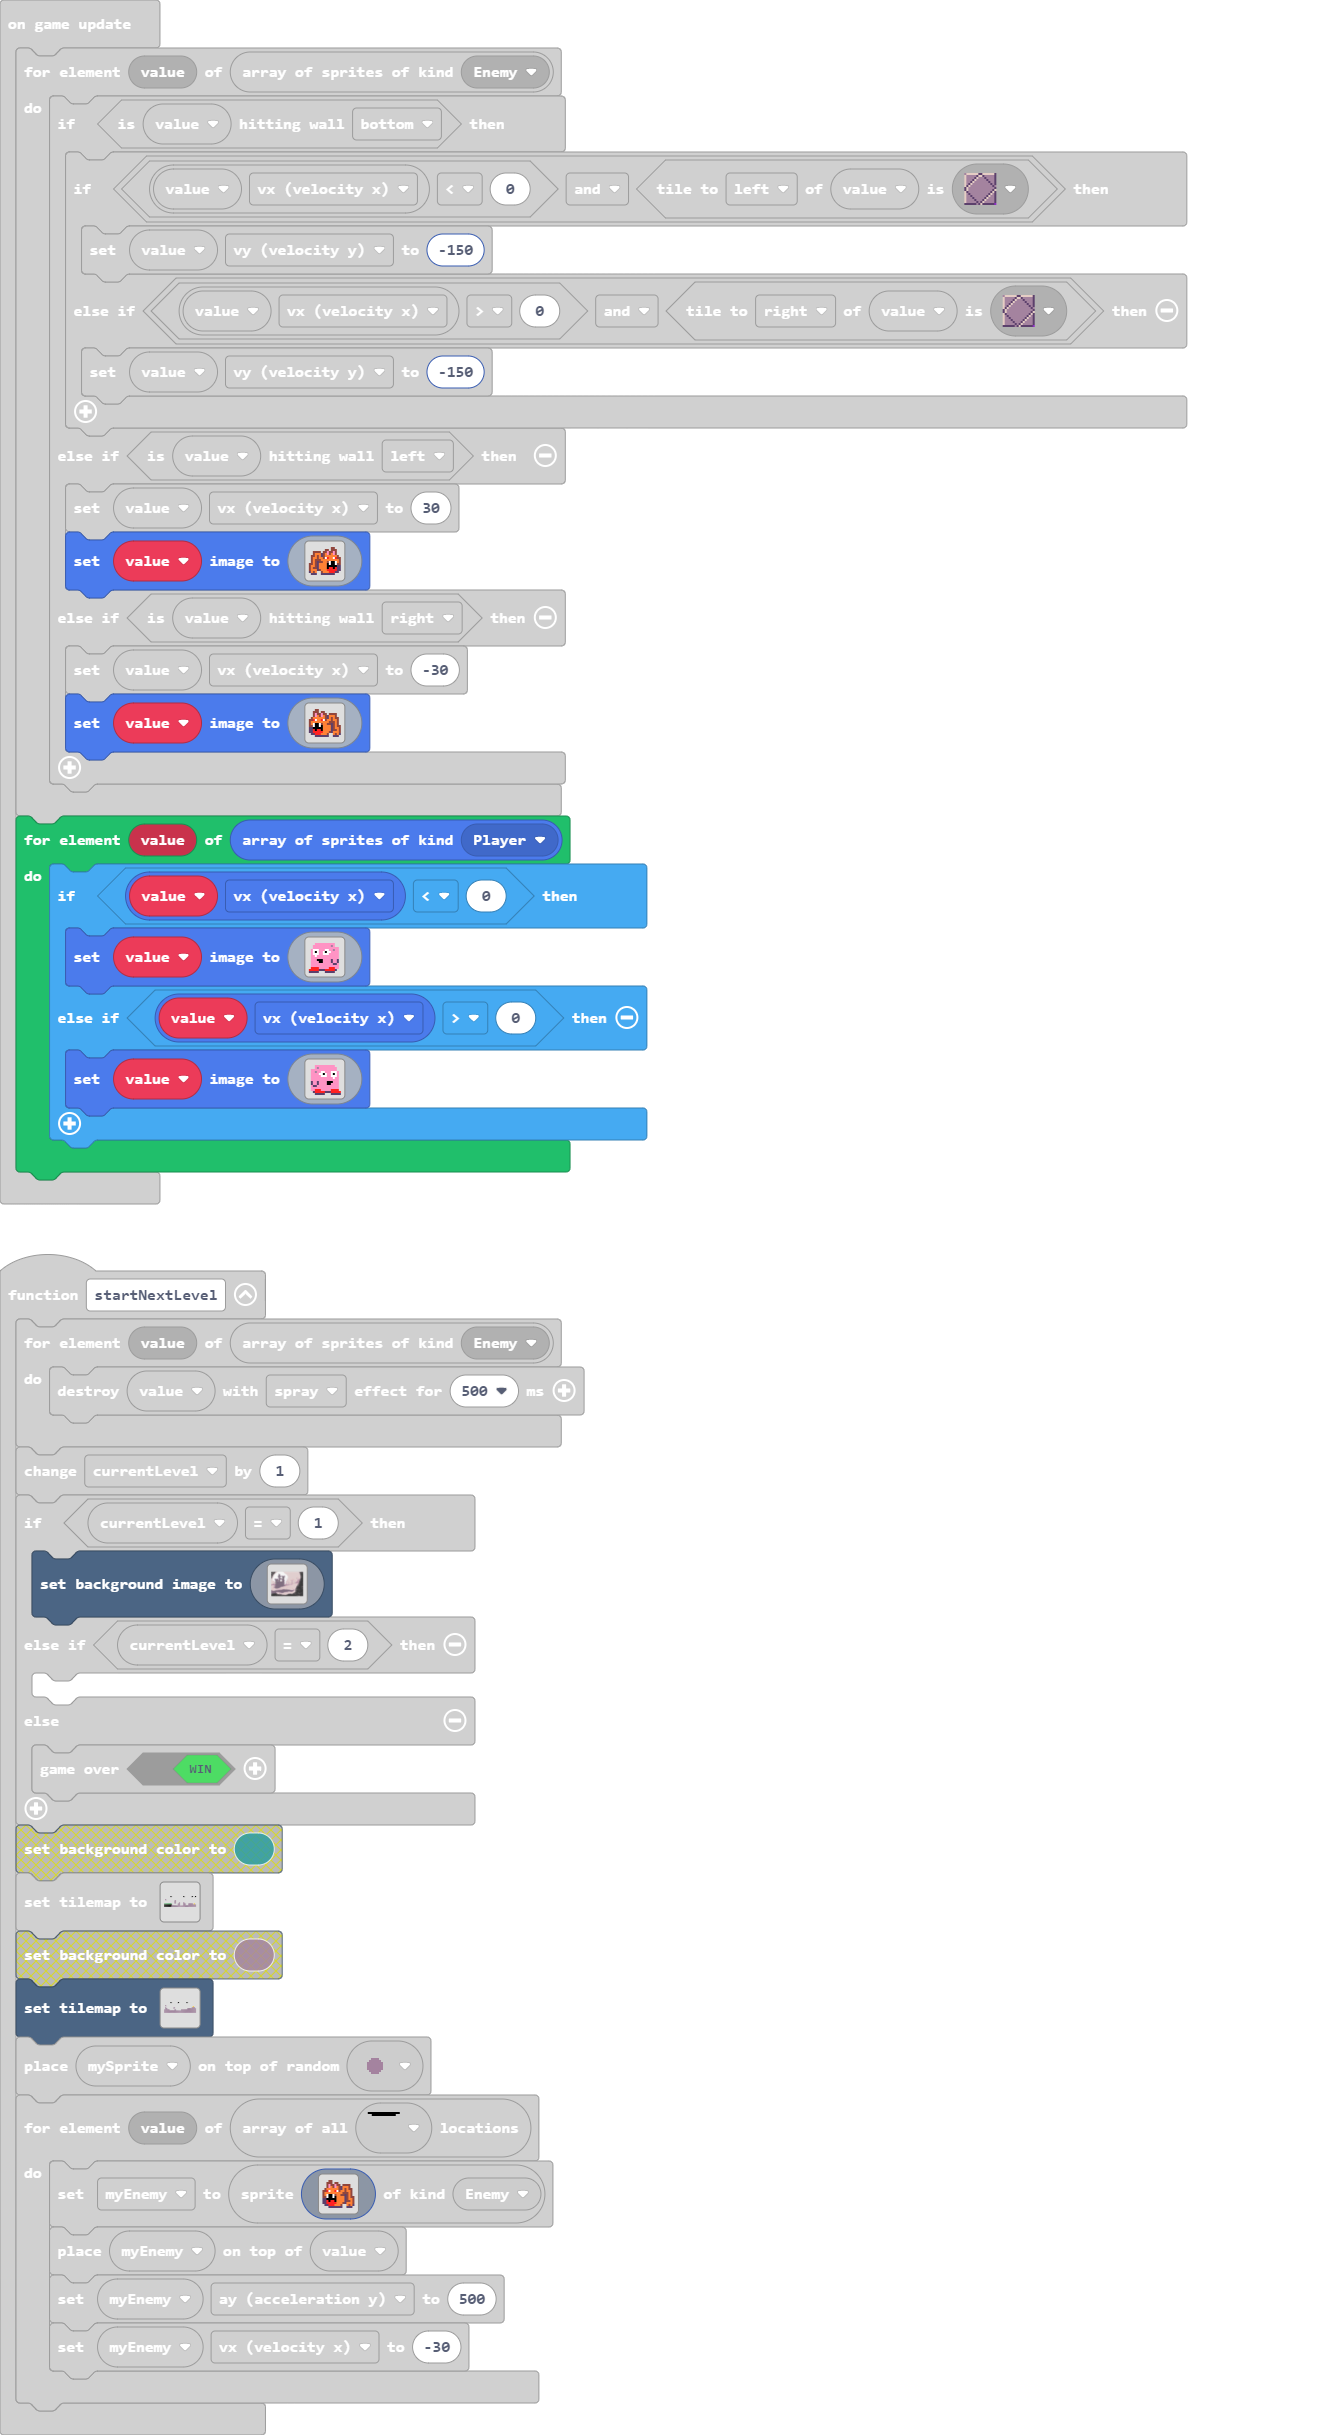 on game update
for element value of array of sprites of kind Enemy
do
if is value hitting wall bottom then
if value vx (velocity x) < 0 and tile to left of value is then
set value vy (velocity y) to -150
else if value vx (velocity x) > 0 and tile to right of value is then
set value vy (velocity y) to -150
else if is value hitting wall left then
set value vx (velocity x) to 30
set value image to
else if is value hitting wall right then
set value vx (velocity x) to -30
set value image to
for element value of array of sprites of kind Player
do
if value vx (velocity x) < 0 then
set value image to
else if value vx (velocity x) > 0 then
set value image to
function startNextLevel
for element value of array of sprites of kind Enemy
do
destroy value with spray effect for 500 ms
change currentLevel by 1
if currentLevel = 1 then
set background image to
else if currentLevel = 2 then
else
game over WIN
set background color to
set tilemap to
set background color to
set tilemap to
place mySprite on top of random
for element value of array of all locations
do
set myEnemy to sprite of kind Enemy
place myEnemy on top of value
set myEnemy ay (acceleration y) to 500
set myEnemy vx (velocity x) to -30